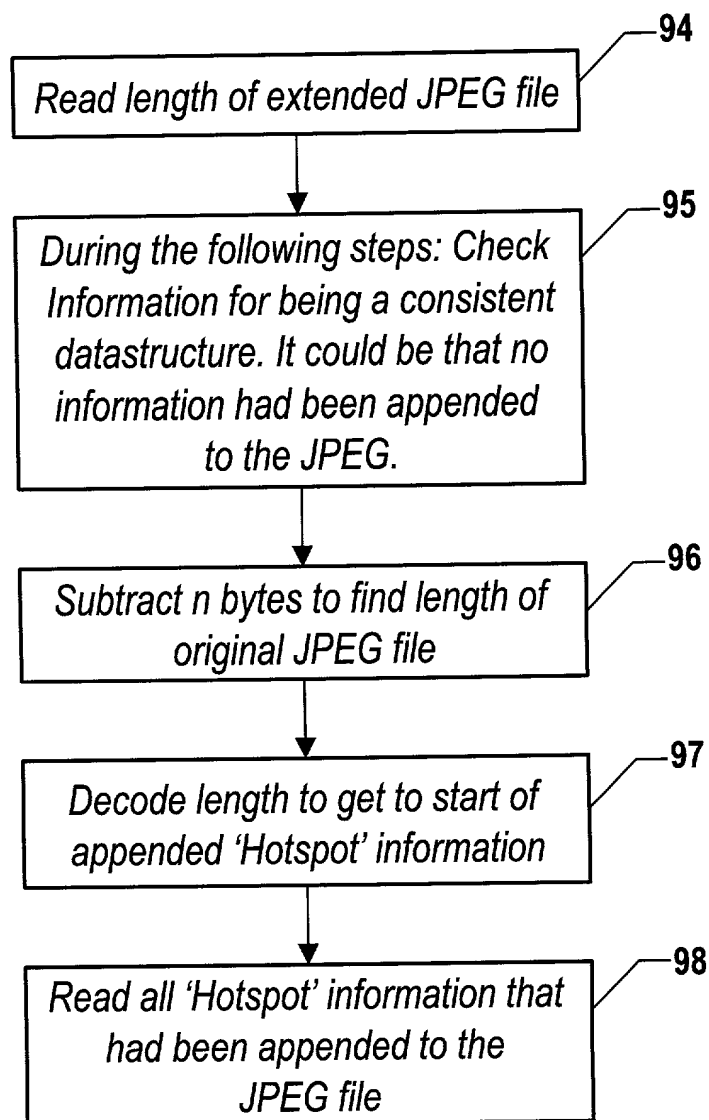 94
Read length of extended JPEG file
95
During the following steps: Check
Information for being a consistent
datastructure. It could be that no
information had been appended
to the JPEG.
96
Subtract n bytes to find length of
original JPEG file
97
Decode length to get to start of
appended ‘Hotspot’ information
98
Read all ‘Hotspot’ information that
had been appended to the
JPEG file